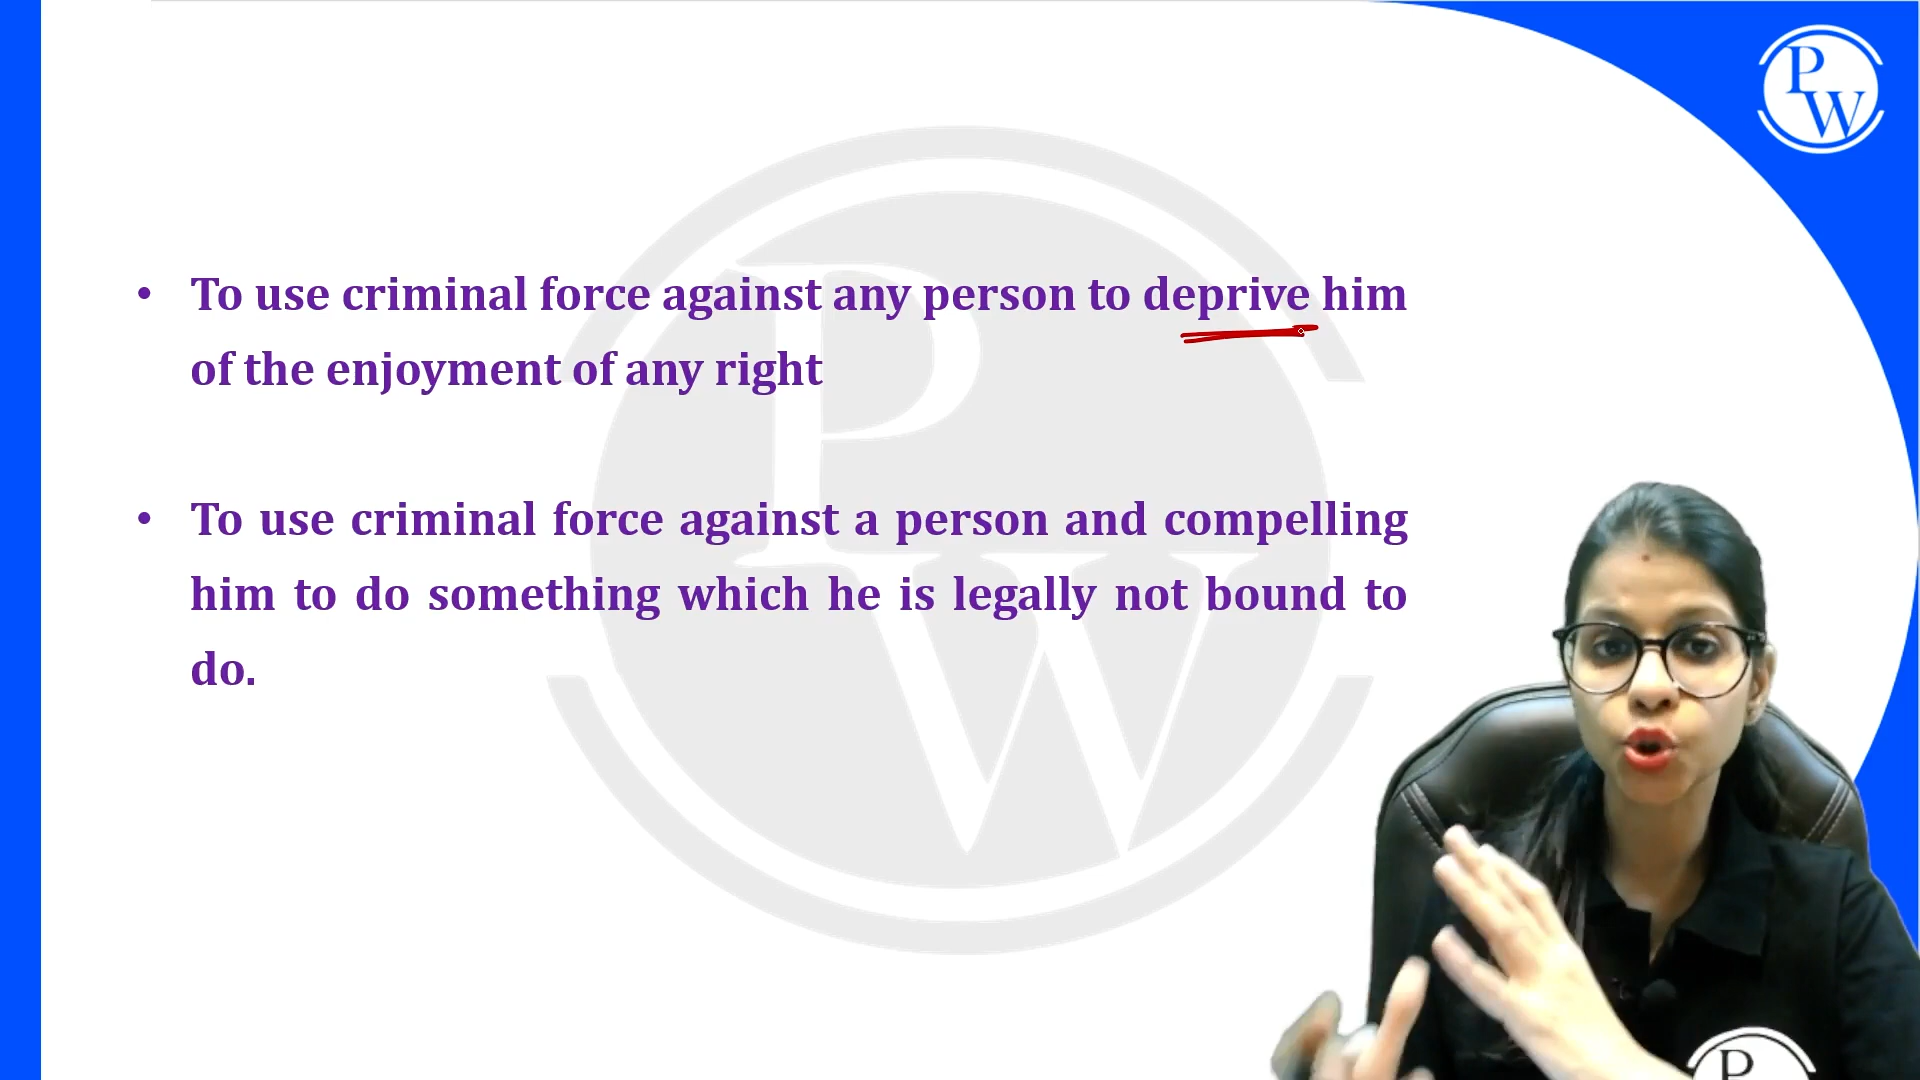 P
W
• To use criminal force against any person to deprive him
of the enjoyment of any right
• To use criminal force against a person and compelling
him to do something which he is legally not bound to
do.
P
W
P